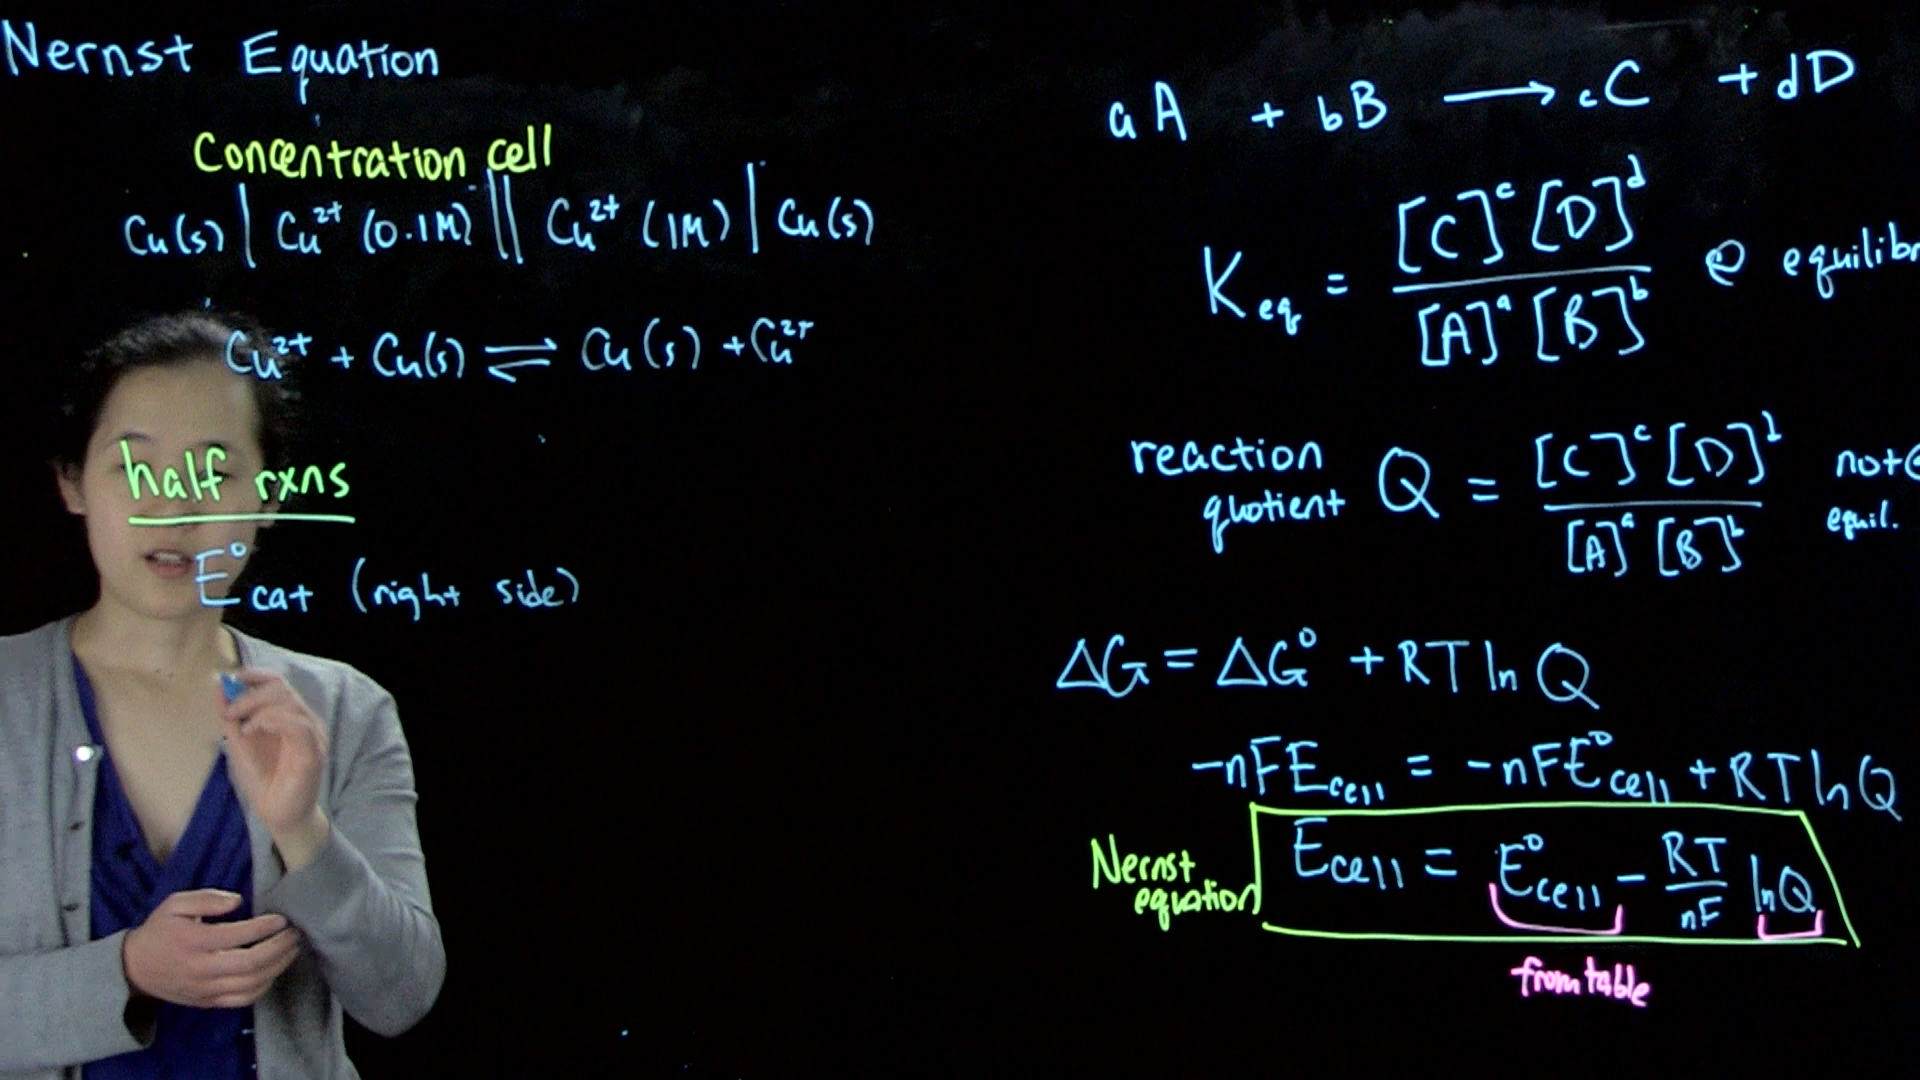 Nernst Equation
Concentration cell
Cu(s) | Cu²⁺ (0.1M) || Cu²⁺ (1M) | Cu(s)
Cu²⁺ + Cu(s) ⇌ Cu(s) + Cu²⁺
half rxns
E°cat (right side)
aA + bB → cC + dD
Keq = [C]ᶜ[D]ᵈ / [A]ᵃ[B]ᵇ @ equilibr
reaction quotient Q = [C]ᶜ[D]ᵈ / [A]ᵃ[B]ᵇ not @ equil.
ΔG = ΔG° + RT ln Q
-nFEcell = -nFE°cell + RT ln Q
Nernst equation Ecell = E°cell - RT/nF ln Q
from table